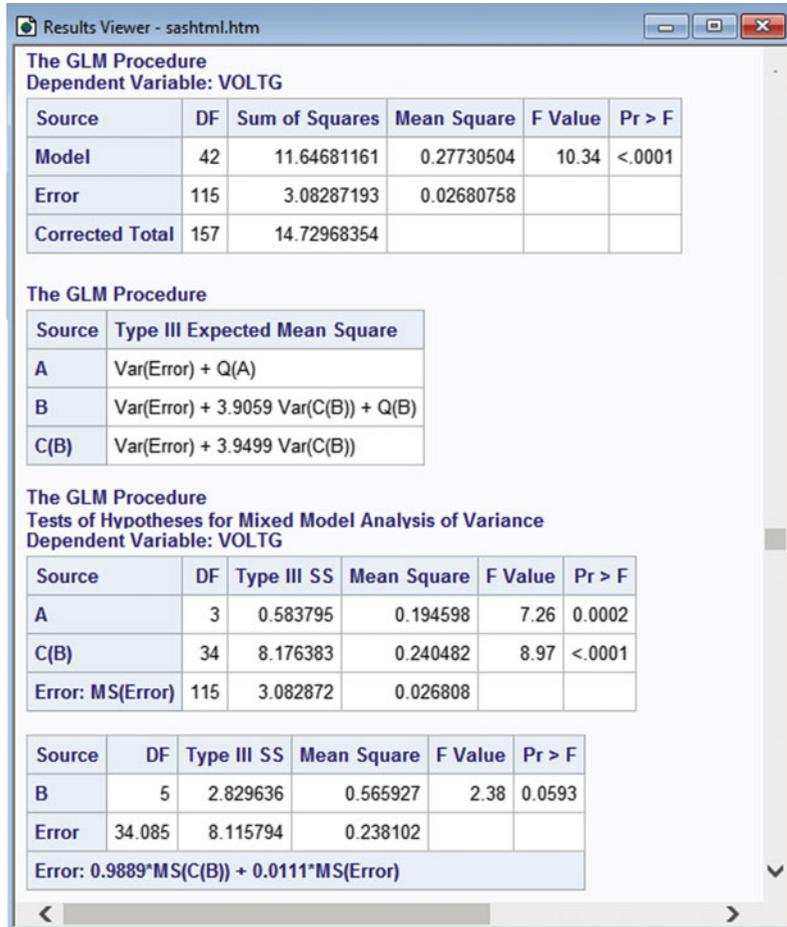 Results Viewer - sashtml.htm
The GLM Procedure
Dependent Variable: VOLTG
Source DF Sum of Squares Mean Square F Value Pr > F
Model 42 11.64681161 0.27730504 10.34 <.0001
Error 115 3.08287193 0.02680758
Corrected Total 157 14.72968354
The GLM Procedure
Source Type III Expected Mean Square
A Var(Error) + Q(A)
B Var(Error) + 3.9059 Var(C(B)) + Q(B)
C(B) Var(Error) + 3.9499 Var(C(B))
The GLM Procedure
Tests of Hypotheses for Mixed Model Analysis of Variance
Dependent Variable: VOLTG
Source DF Type III SS Mean Square F Value Pr > F
A 3 0.583795 0.194598 7.26 0.0002
C(B) 34 8.176383 0.240482 8.97 <.0001
Error: MS(Error) 115 3.082872 0.026808
Source DF Type III SS Mean Square F Value Pr > F
B 5 2.829636 0.565927 2.38 0.0593
Error 34.085 8.115794 0.238102
Error: 0.9889*MS(C(B)) + 0.0111*MS(Error)